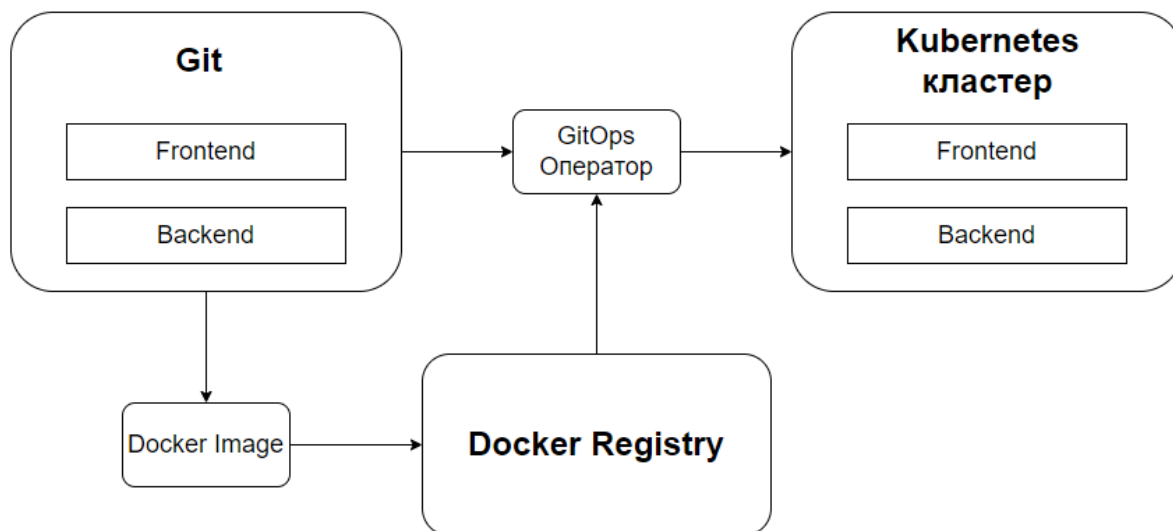 Git
Frontend
Backend
GitOps
Оператор
Kubernetes
кластер
Frontend
Backend
Docker Image
Docker Registry